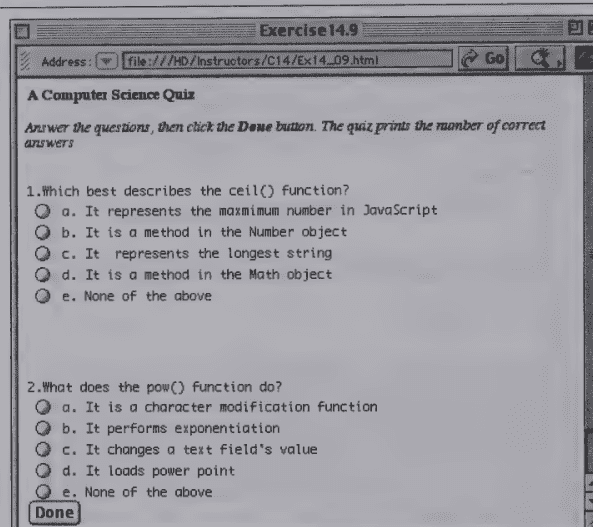 Exercise14.9
Address: file:///HD/Instructors/C14/Ex14_09.html Go
A Computer Science Quiz
Answer the questions, then click the Done button. The quiz prints the number of correct
answers
1.Which best describes the ceil() function?
a. It represents the maxmimum number in JavaScript
b. It is a method in the Number object
c. It represents the longest string
d. It is a method in the Math object
e. None of the above
2.What does the pow() function do?
a. It is a character modification function
b. It performs exponentiation
c. It changes a text field's value
d. It loads power point
e. None of the above
Done